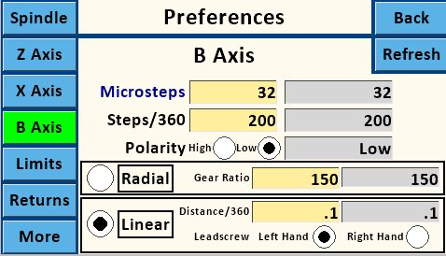 Spindle Preferences Back
Z Axis B Axis Refresh
X Axis Microsteps 32 32
B Axis Steps/360 200 200
Polarity High Low Low
Limits Radial Gear Ratio 150 150
Returns Distance/360 .1 .1
Linear
More Leadscrew Left Hand Right Hand